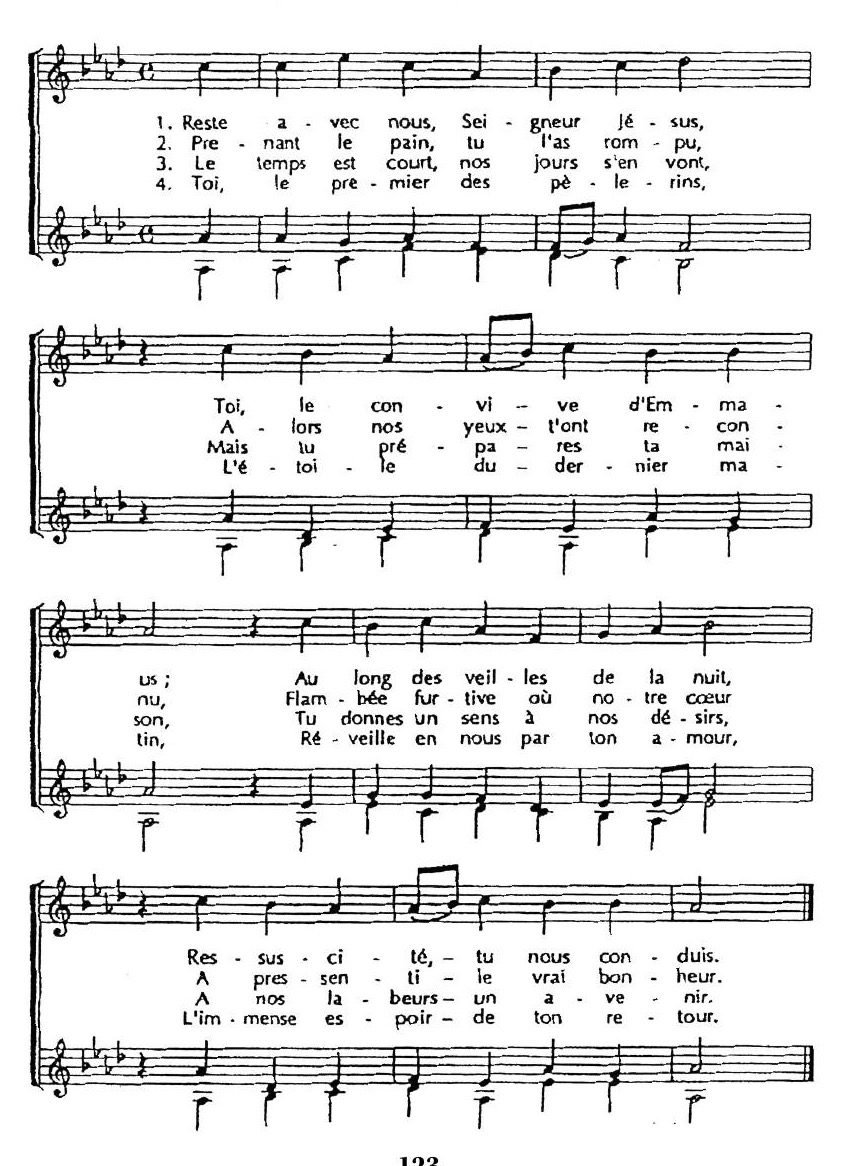 1. Reste a - vec nous, Sei - gneur Jé - sus,
2. Pre - nant le pain, tu l'as rom - pu,
3. Le temps est court, nos jours s'en vont,
4. Toi, le pre - mier des pè - le - rins,
Toi, le con - vi - ve d'Em - ma -
A - lors nos yeux - t'ont re - con -
Mais tu pré - pa - res ta mai -
L'é - toi - le du - der - nier ma -
us ; Au long des veil - les de la nuit,
nu, Flam - bée fur - tive où no - tre cœur
son, Tu donnes un sens à nos dé - sirs,
tin, Ré - veille en nous par ton a - mour,
Res - sus - ci - té, - tu nous con - duis.
A pres - sen - ti - le vrai bon - heur.
A nos la - beurs - un a - ve - nir.
L'im - mense es - poir - de ton re - tour.
123